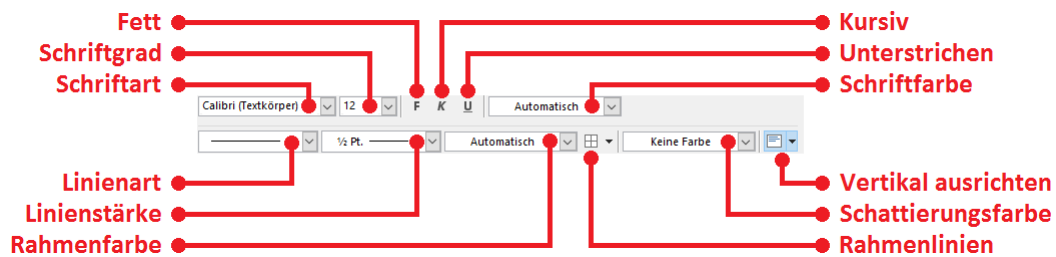 Fett Kursiv
Schriftgrad Unterstrichen
Schriftart Schriftfarbe
Calibri (Textkörper) 12 F K U Automatisch
½ Pt. Automatisch Keine Farbe
Linienart Vertikal ausrichten
Linienstärke Schattierungsfarbe
Rahmenfarbe Rahmenlinien